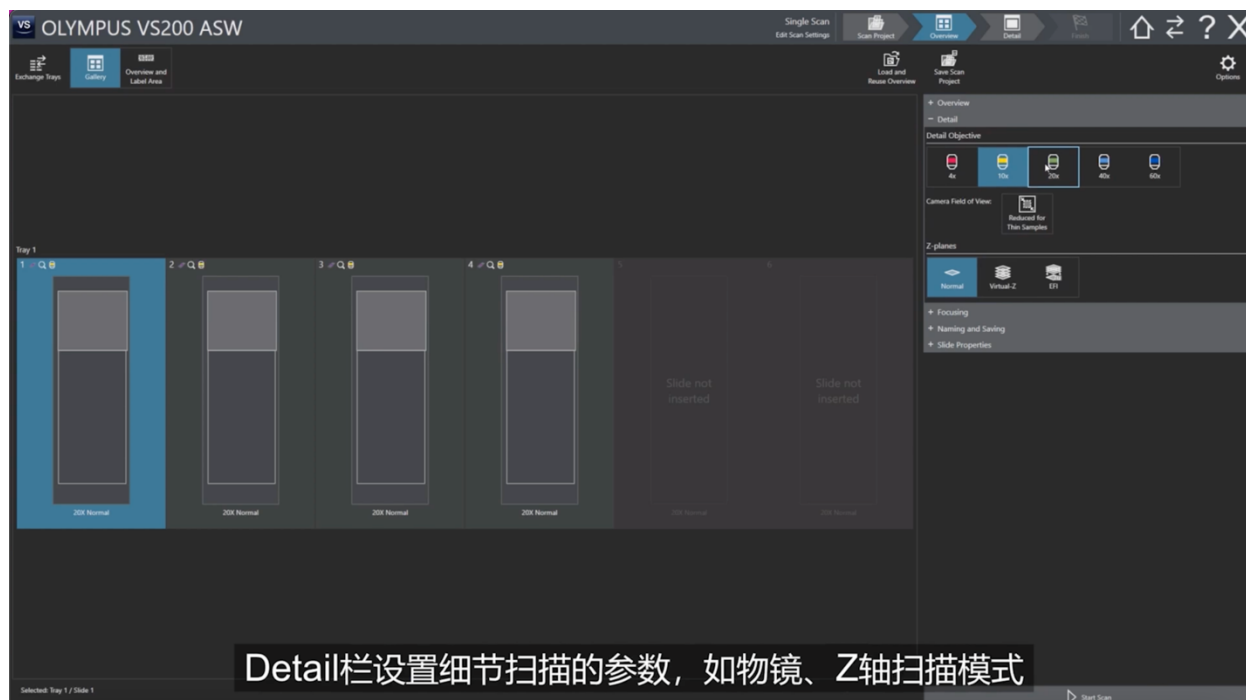 VS OLYMPUS VS200 ASW
Single Scan
Edit Scan Settings
Scan Project
Overview
Detail
Exchange Trays
Gallery
Overview and
Label Area
Load and
Reuse Overview
Save Scan
Project
Options
+ Overview
− Detail
Detail Objective
4x
10x
20x
40x
60x
Camera Field of View:
Reduced for
Thin Samples
Z-planes
Normal
Virtual-Z
EFI
+ Focusing
+ Naming and Saving
+ Slide Properties
Tray 1
1
2
3
4
5
6
Slide not
inserted
Slide not
inserted
20X Normal
20X Normal
20X Normal
20X Normal
20X Normal
20X Normal
Detail栏设置细节扫描的参数，如物镜、Z轴扫描模式
Selected: Tray 1 / Slide 1
Start Scan